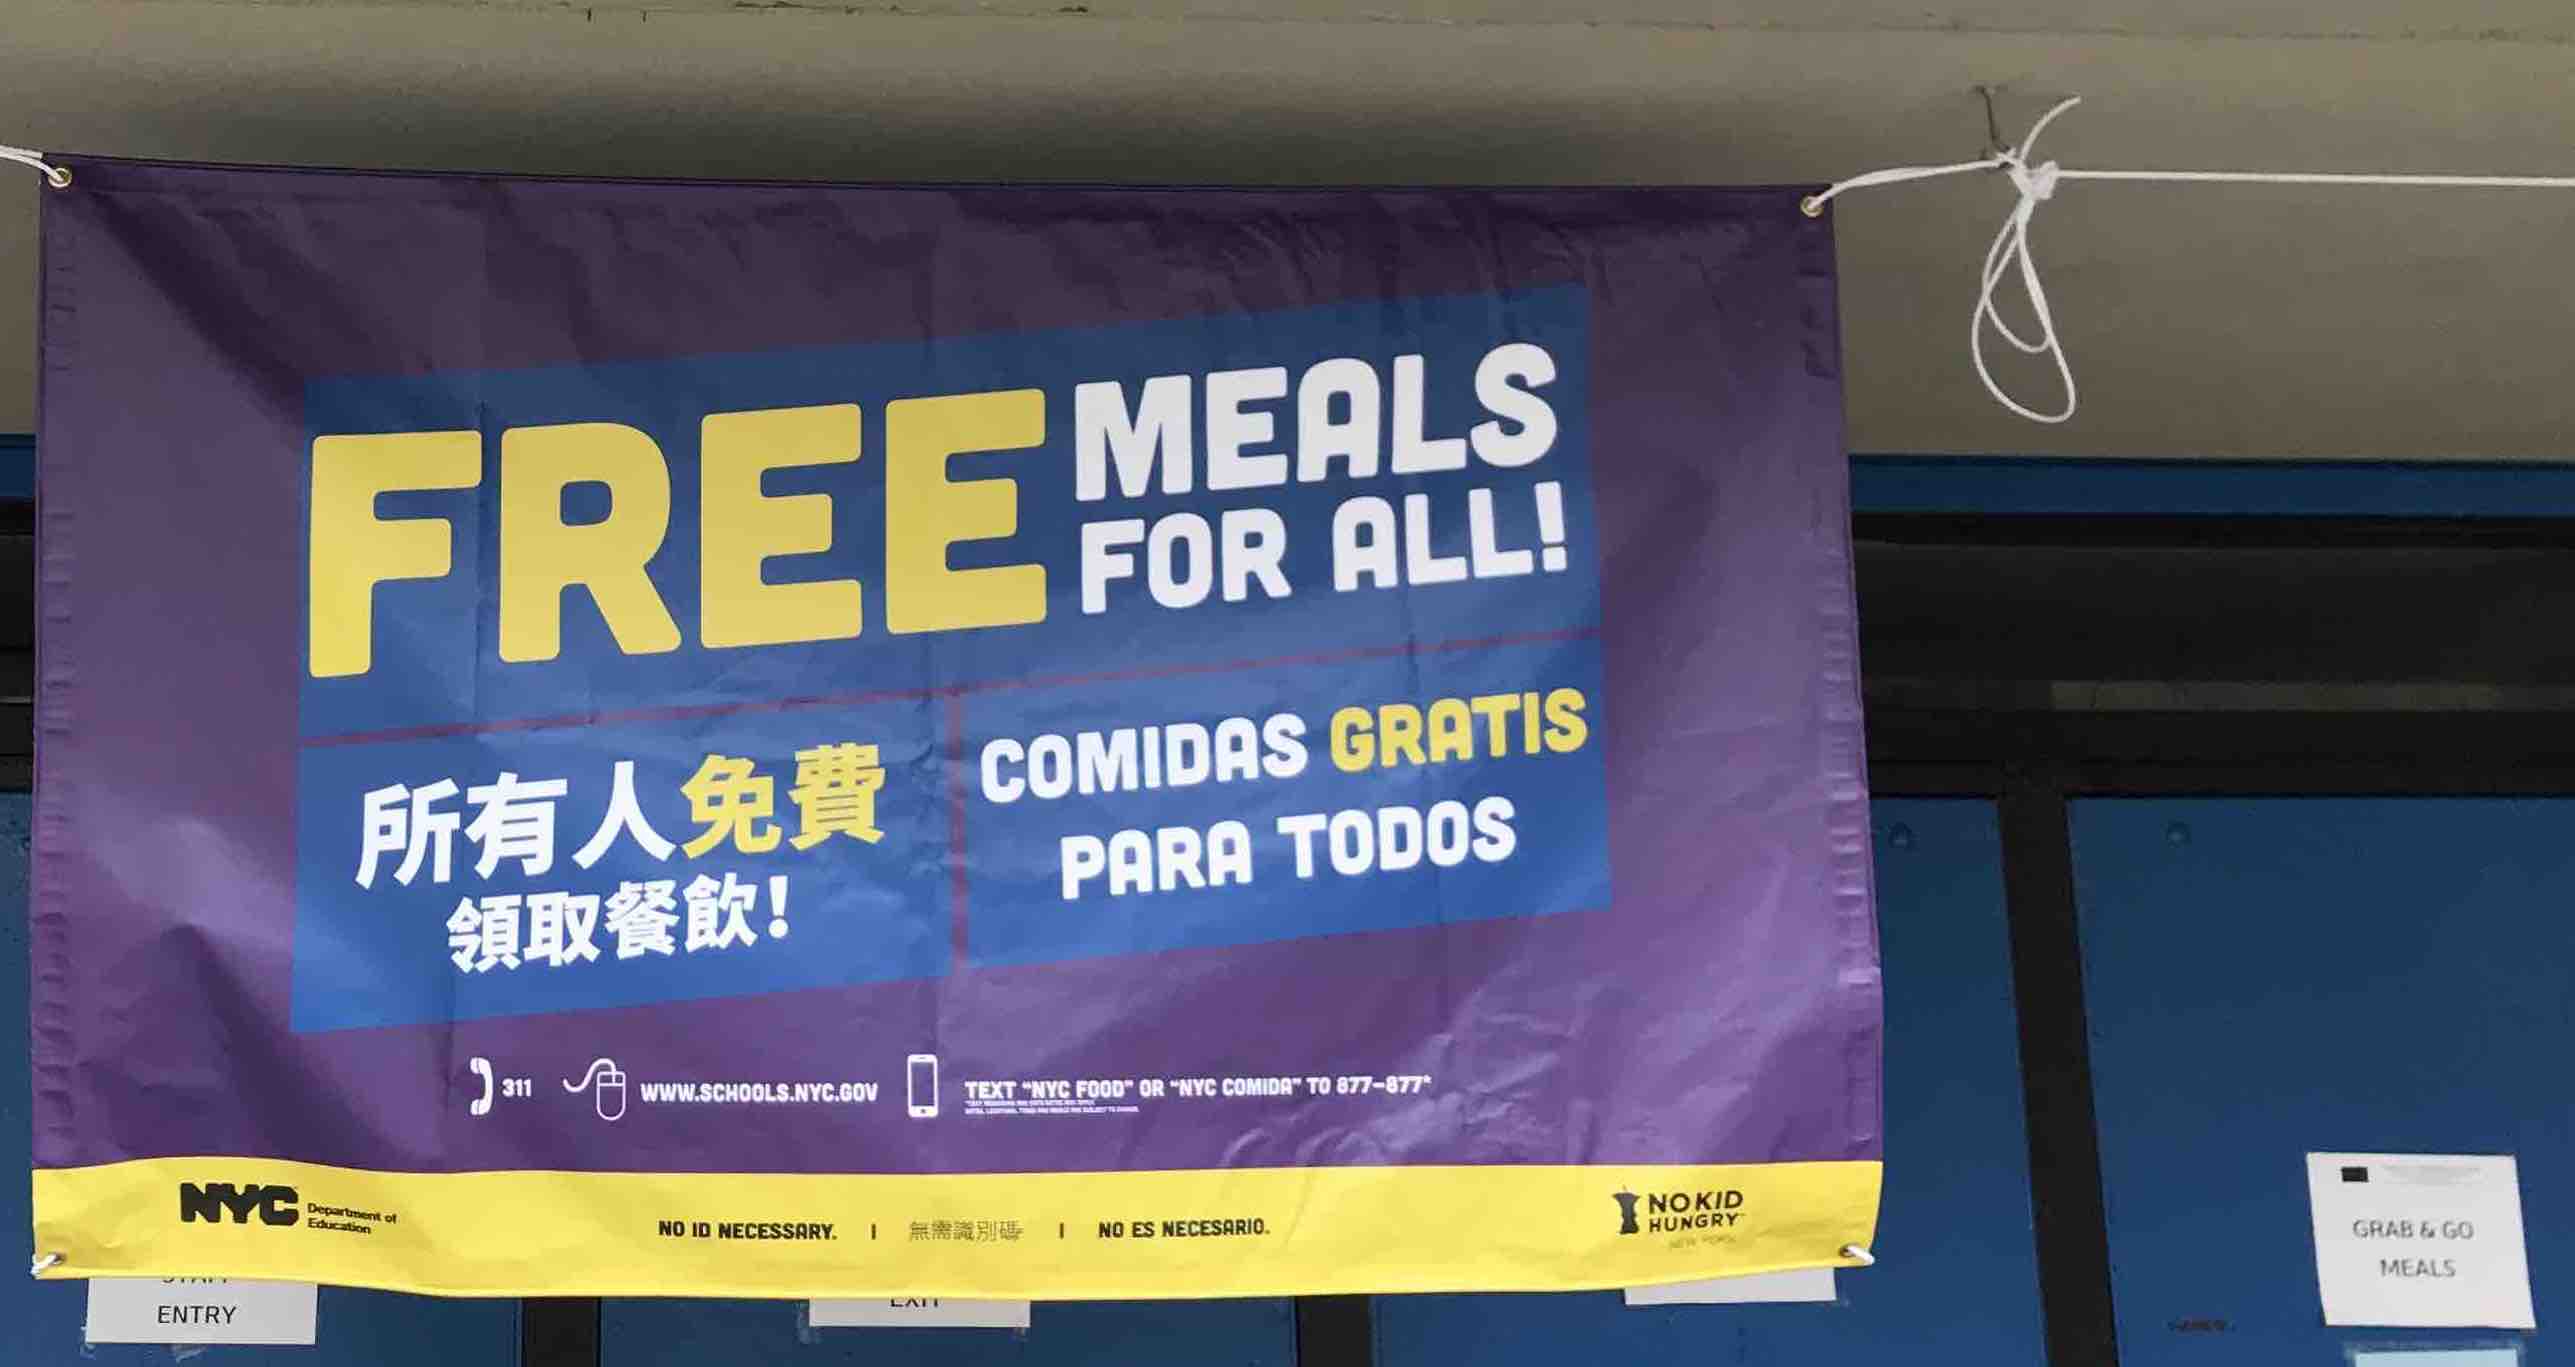 FREE MEALS
FOR ALL!
所有人免費
領取餐飲!
COMIDAS GRATIS
PARA TODOS
311
WWW.SCHOOLS.NYC.GOV
TEXT "NYC FOOD" OR "NYC COMIDA" TO 877-877*
NYC Department of
Education
NO ID NECESSARY. | 無需識別碼 | NO ES NECESARIO.
NO KID
HUNGRY
NEW YORK
STAFF
ENTRY
EXIT
GRAB & GO
MEALS